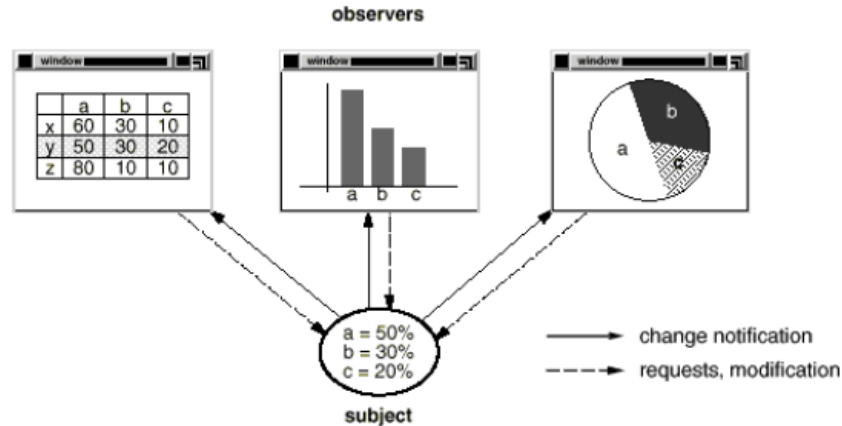 observers
window
a b c
x 60 30 10
y 50 30 20
z 80 10 10
window
a b c
window
a
b
c
a = 50%
b = 30%
c = 20%
subject
change notification
requests, modification